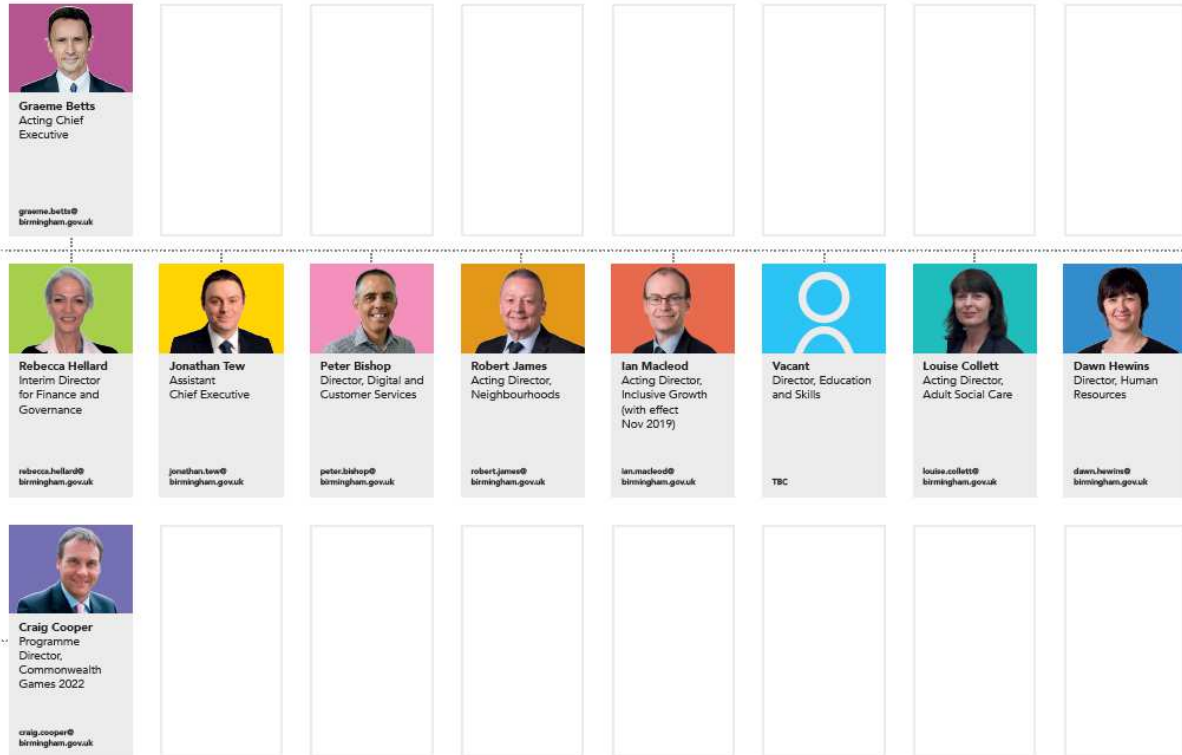 Graeme Betts
Acting Chief
Executive
graeme.betts@
birmingham.gov.uk
Rebecca Hellard
Interim Director
for Finance and
Governance
rebecca.hellard@
birmingham.gov.uk
Jonathan Tew
Assistant
Chief Executive
jonathan.tew@
birmingham.gov.uk
Peter Bishop
Director, Digital and
Customer Services
peter.bishop@
birmingham.gov.uk
Robert James
Acting Director,
Neighbourhoods
robert.james@
birmingham.gov.uk
Ian Macleod
Acting Director,
Inclusive Growth
(with effect
Nov 2019)
ian.macleod@
birmingham.gov.uk
Vacant
Director, Education
and Skills
TBC
Louise Collett
Acting Director,
Adult Social Care
louise.collett@
birmingham.gov.uk
Dawn Hewins
Director, Human
Resources
dawn.hewins@
birmingham.gov.uk
Craig Cooper
Programme
Director,
Commonwealth
Games 2022
craig.cooper@
birmingham.gov.uk